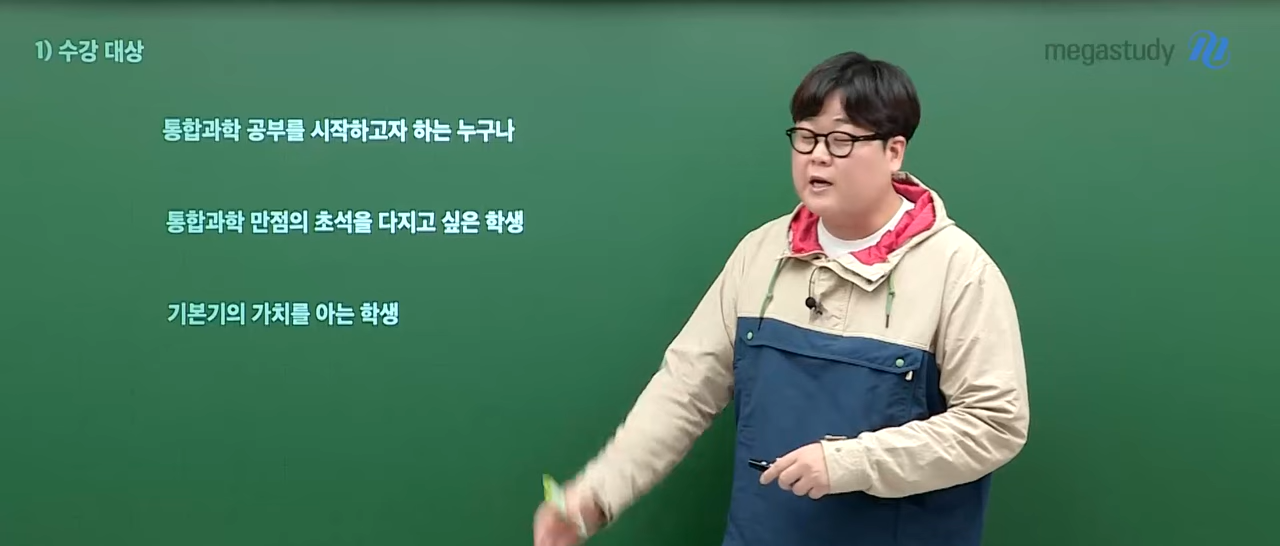 1) 수강 대상
megastudy
통합과학 공부를 시작하고자 하는 누구나
통합과학 만점의 초석을 다지고 싶은 학생
기본기의 가치를 아는 학생